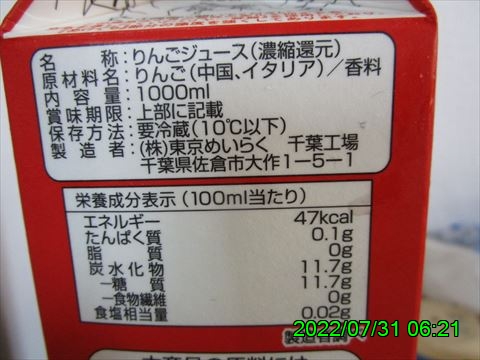 名称:りんごジュース(濃縮還元)
原材料名:りんご(中国、イタリア)/香料
内容量:1000ml
賞味期限:上部に記載
保存方法:要冷蔵(10℃以下)
製造者:(株)東京めいらく 千葉工場
千葉県佐倉市大作1-5-1
栄養成分表示(100ml当たり)
エネルギー 47kcal
たんぱく質 0.1g
脂質 0g
炭水化物 11.7g
-糖質 11.7g
-食物繊維 0g
食塩相当量 0.02g
製造者調べ
2022/07/31 06:21